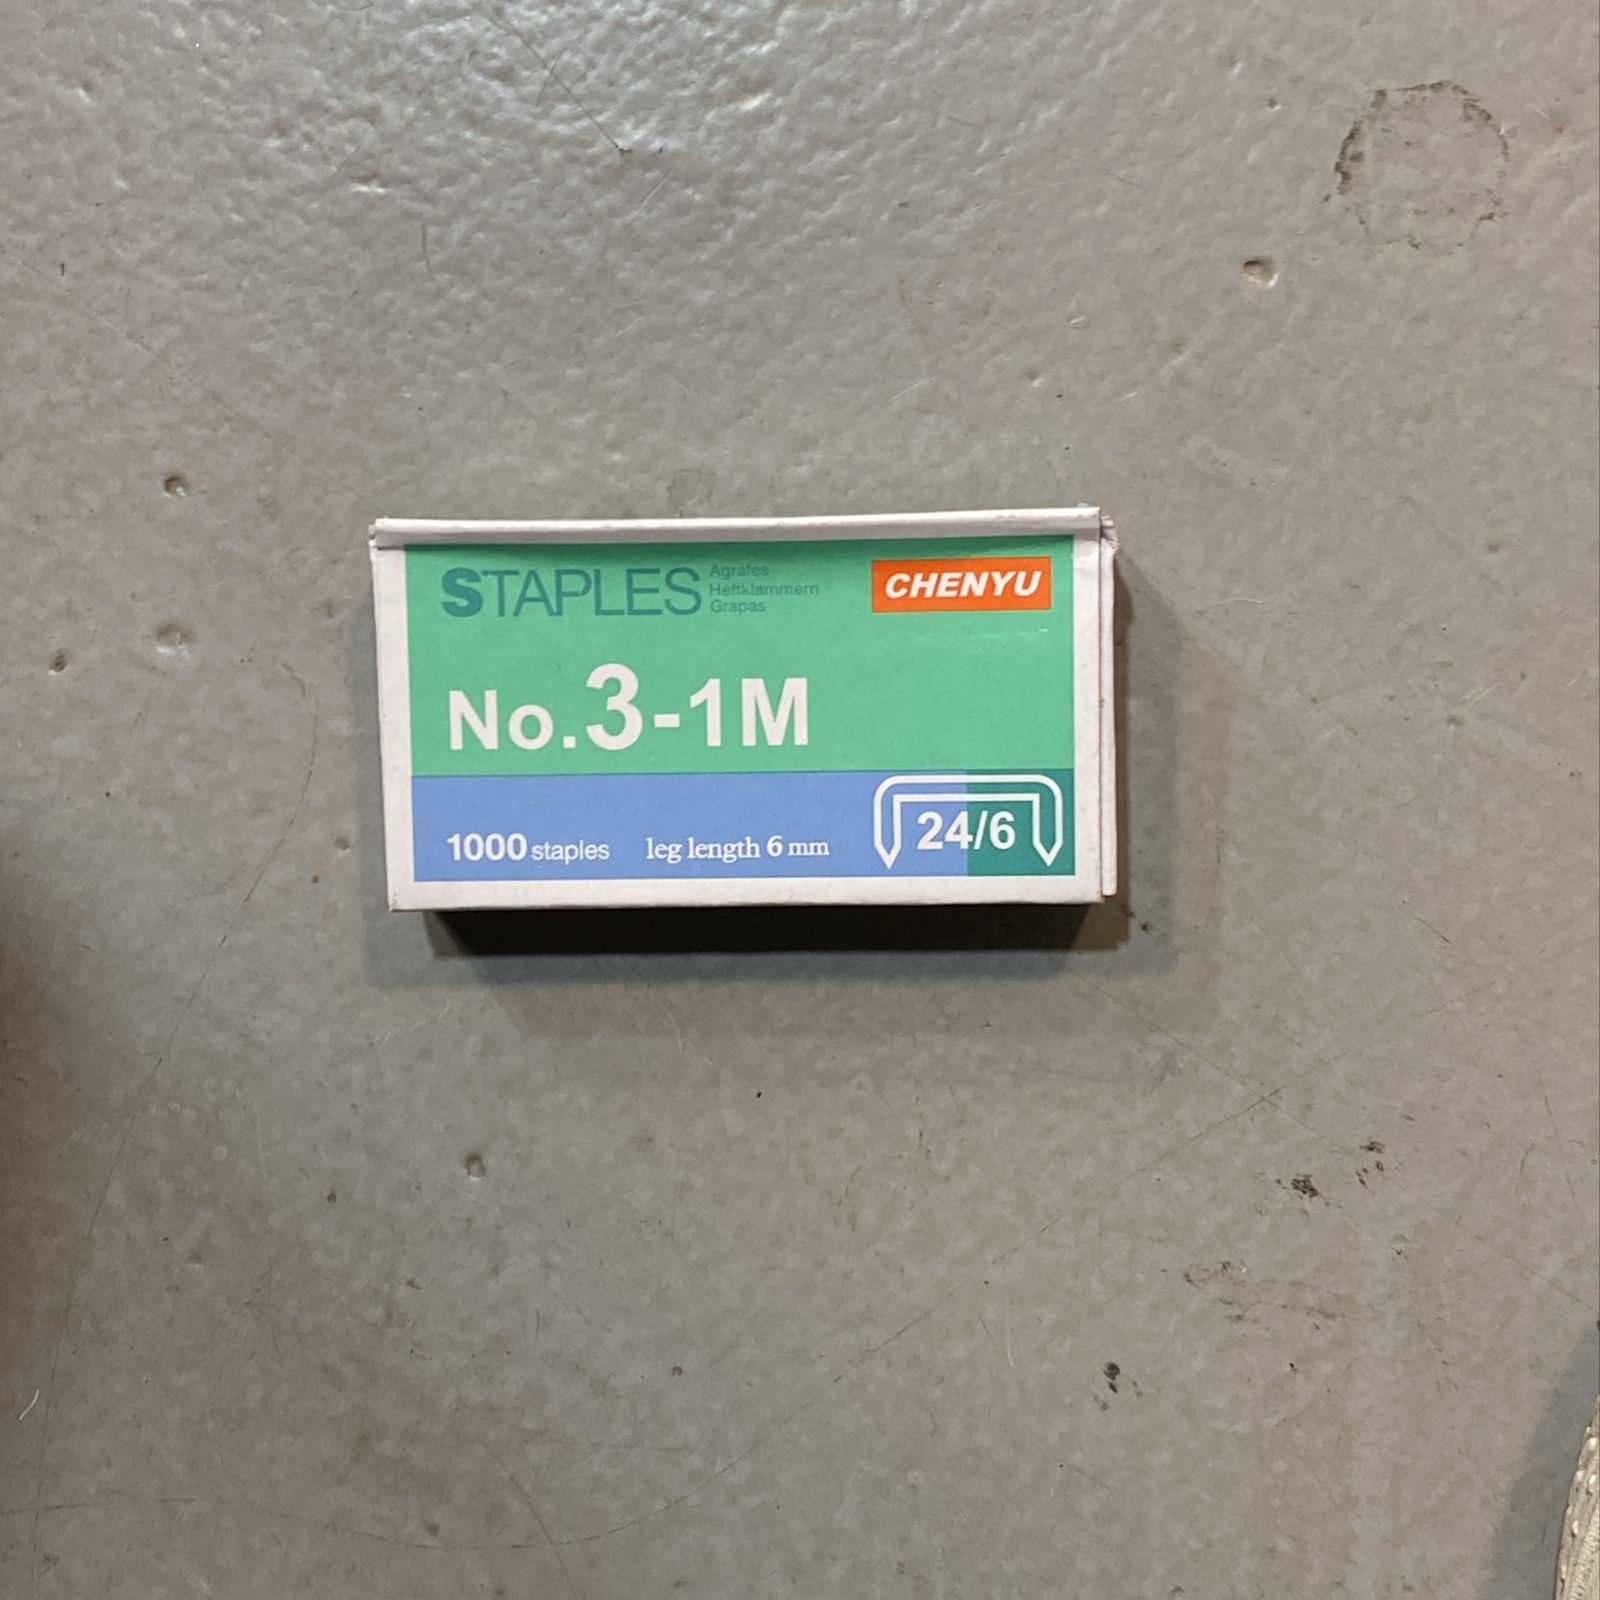 STAPLES
Agrafes
Heftklammern
Grapas
CHENYU
No.3-1M
1000 staples leg length 6 mm
24/6